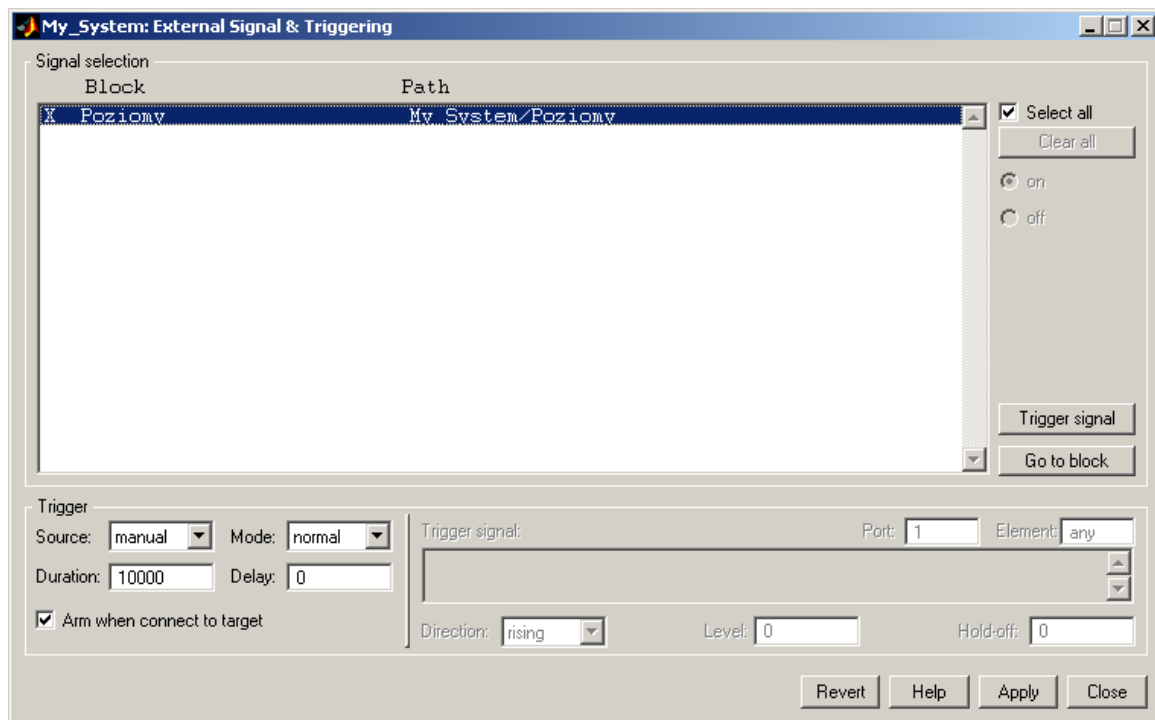 My_System: External Signal & Triggering
Signal selection
Block Path
X Poziomy My_System/Poziomy
Select all
Clear all
on
off
Trigger signal
Go to block
Trigger
Source: manual Mode: normal
Duration: 10000 Delay: 0
Arm when connect to target
Trigger signal: Port: 1 Element: any
Direction: rising Level: 0 Hold-off: 0
Revert Help Apply Close